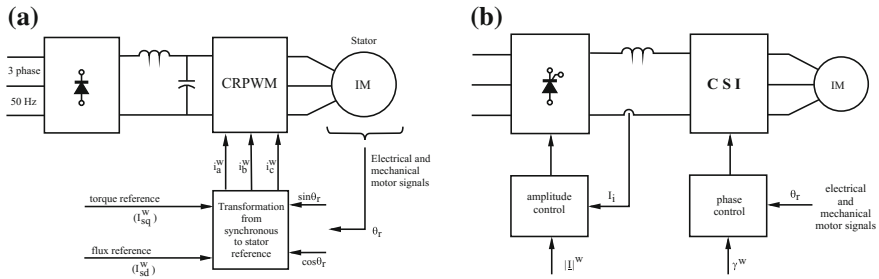 (a)
3 phase
50 Hz
CRPWM
Stator
IM
i_a^w
i_b^w
i_c^w
Electrical and
mechanical
motor signals
torque reference
(I_sq^w)
flux reference
(I_sd^w)
Transformation
from
synchronous
to stator
reference
sinθ_r
θ_r
cosθ_r
(b)
CSI
IM
I_i
amplitude
control
|I|^w
phase
control
θ_r
electrical
and
mechanical
motor signals
γ^w